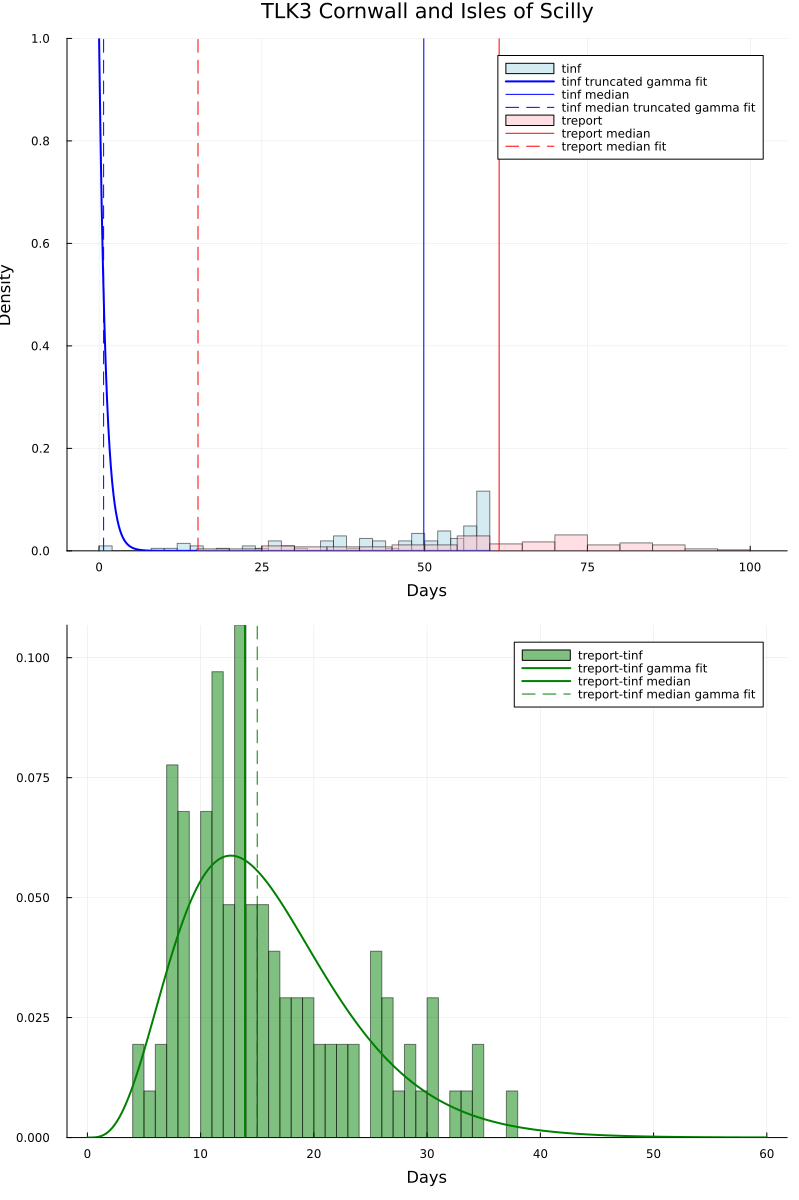 TLK3 Cornwall and Isles of Scilly
1.0
0.8
0.6
0.4
0.2
0.0
Density
tinf
tinf truncated gamma fit
tinf median
tinf median truncated gamma fit
treport
treport median
treport median fit
0 25 50 75 100
Days
0.100
0.075
0.050
0.025
0.000
treport-tinf
treport-tinf gamma fit
treport-tinf median
treport-tinf median gamma fit
0 10 20 30 40 50 60
Days